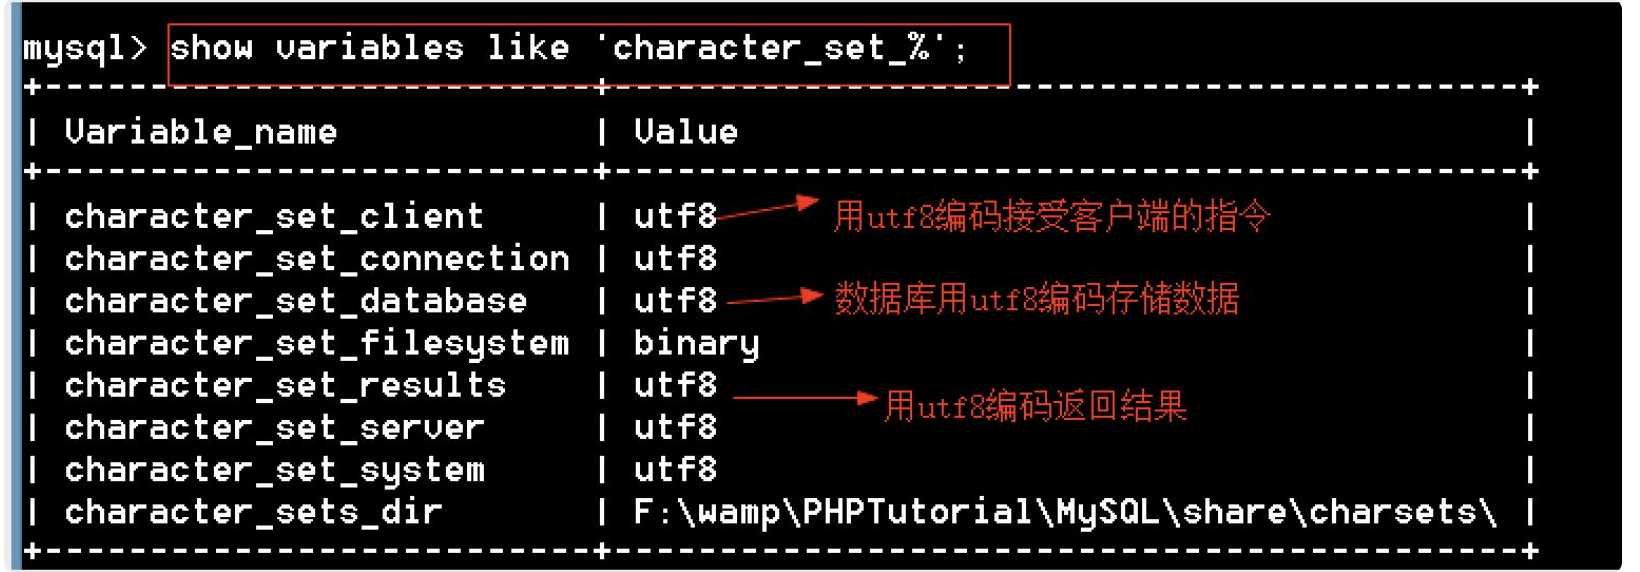 mysql> show variables like 'character_set_%';
+--------------------------+-------------------------------------------+
| Variable_name | Value |
+--------------------------+-------------------------------------------+
| character_set_client | utf8 用utf8编码接受客户端的指令 |
| character_set_connection | utf8 |
| character_set_database | utf8 数据库用utf8编码存储数据 |
| character_set_filesystem | binary |
| character_set_results | utf8 用utf8编码返回结果 |
| character_set_server | utf8 |
| character_set_system | utf8 |
| character_sets_dir | F:\wamp\PHPTutorial\MySQL\share\charsets\ |
+--------------------------+-------------------------------------------+